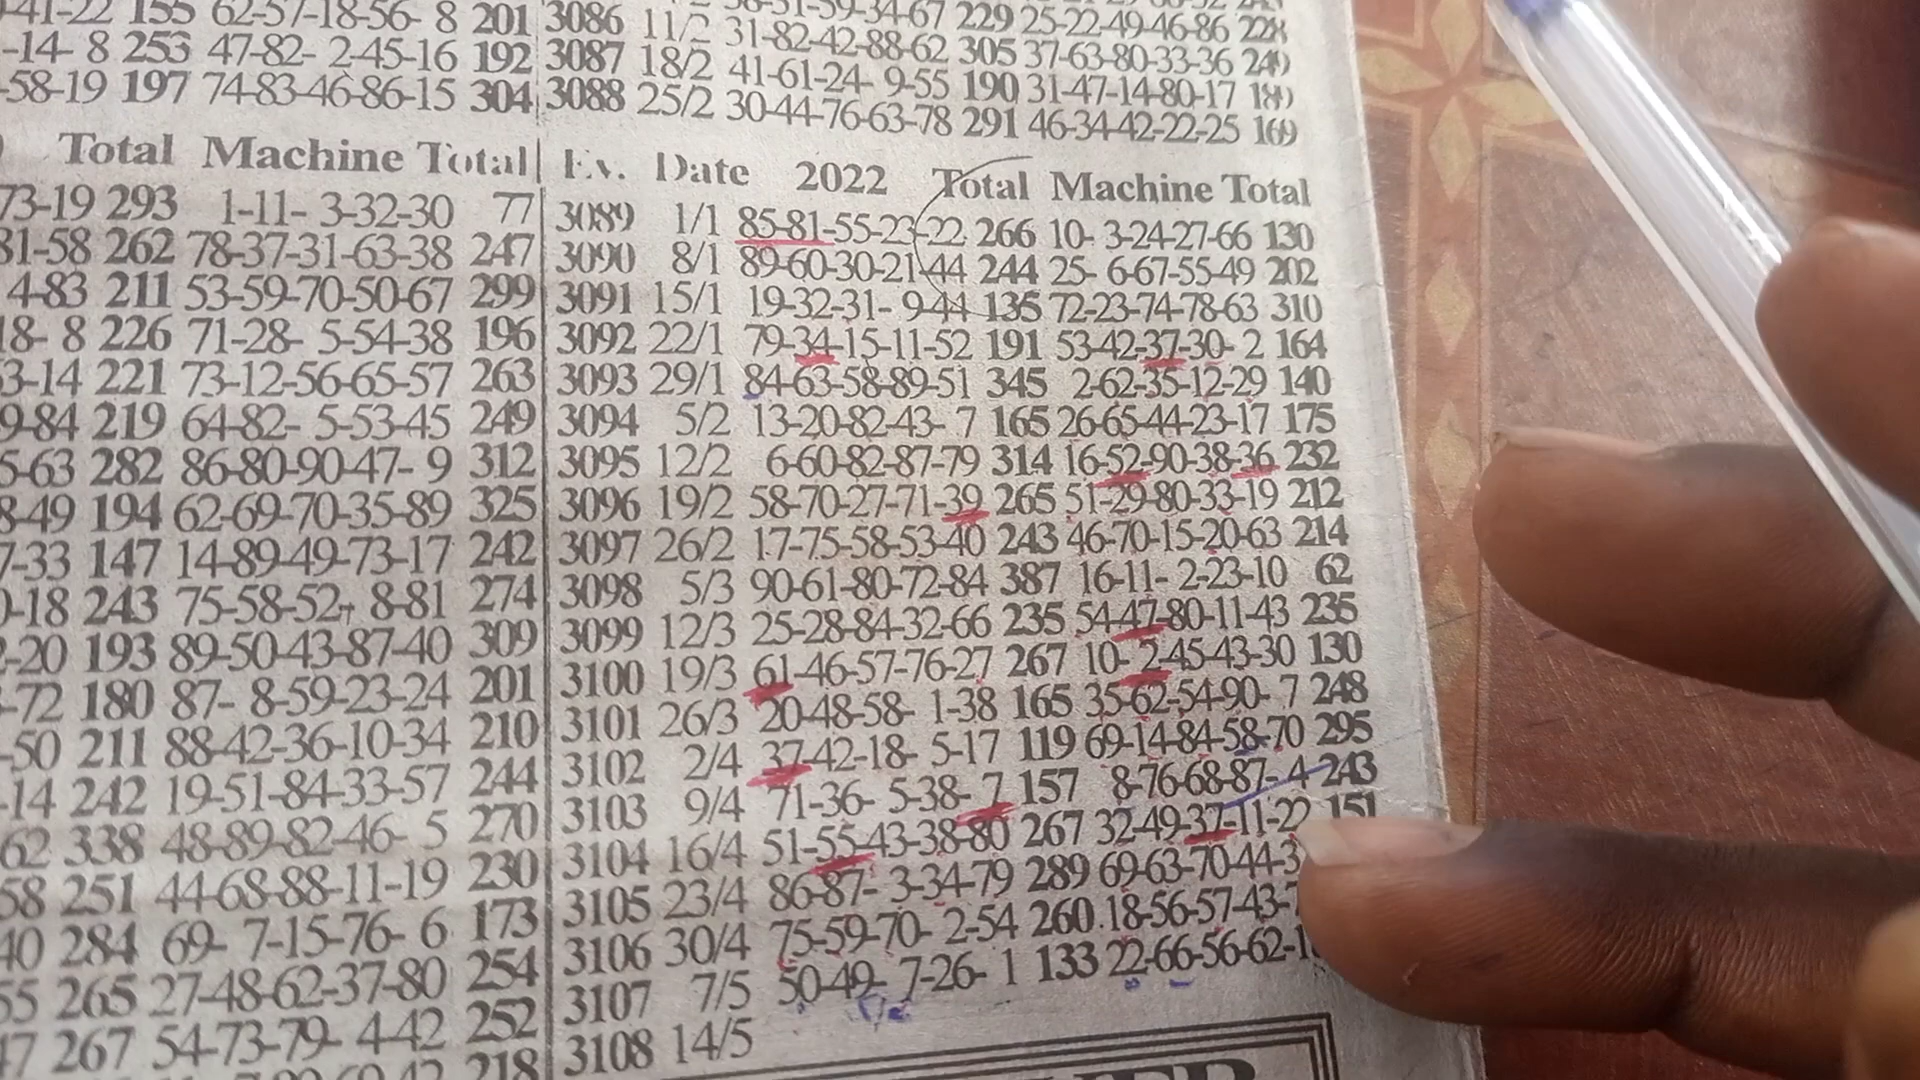 41-22 155 62-57-18-56- 8 201 3086 11/2 31-82-42-88-62 305 37-63-80-33-36
-14- 8 253 47-82- 2-45-16 192 3087 18/2 41-61-24- 9-55 190 31-47-14-80-17
-58-19 197 74-83-46-86-15 304 3088 25/2 30-44-76-63-78 291 46-34-42-22-25 169
Total Machine Total Ev. Date 2022 Total Machine Total
73-19 293 1-11- 3-32-30 77 3089 1/1 85-81-55-23-22 266 10- 3-24-27-66 130
81-58 262 78-37-31-63-38 247 3090 8/1 89-60-30-21-44 244 25- 6-67-55-49 202
4-83 211 53-59-70-50-67 299 3091 15/1 19-32-31- 9-44 135 72-23-74-78-63 310
18- 8 226 71-28- 5-54-38 196 3092 22/1 79-34-15-11-52 191 53-42-37-30- 2 164
3-14 221 73-12-56-65-57 263 3093 29/1 84-63-58-89-51 345 2-62-35-12-29 140
9-84 219 64-82- 5-53-45 249 3094 5/2 13-20-82-43- 7 165 26-65-44-23-17 175
5-63 282 86-80-90-47- 9 312 3095 12/2 6-60-82-87-79 314 16-52-90-38-36 232
8-49 194 62-69-70-35-89 325 3096 19/2 58-70-27-71-39 265 51-29-80-33-19 212
7-33 147 14-89-49-73-17 242 3097 26/2 17-75-58-53-40 243 46-70-15-20-63 214
-18 243 75-58-52- 8-81 274 3098 5/3 90-61-80-72-84 387 16-11- 2-23-10 62
-20 193 89-50-43-87-40 309 3099 12/3 25-28-84-32-66 235 54-47-80-11-43 235
-72 180 87- 8-59-23-24 201 3100 19/3 61-46-57-76-27 267 10- 2-45-43-30 130
-50 211 88-42-36-10-34 210 3101 26/3 20-48-58- 1-38 165 35-62-54-90- 7 248
-14 242 19-51-84-33-57 244 3102 2/4 37-42-18- 5-17 119 69-14-84-58-70 295
62 338 48-89-82-46- 5 270 3103 9/4 71-36- 5-38- 7 157 8-76-68-87- 4 243
58 251 44-68-88-11-19 230 3104 16/4 51-55-43-38-80 267 32-49-37-11-22 151
40 284 69- 7-15-76- 6 173 3105 23/4 86-87- 3-34-79 289 69-63-70-44-3
55 265 27-48-62-37-80 254 3106 30/4 75-59-70- 2-54 260 18-56-57-43-
47 267 54-73-79- 4-42 252 3107 7/5 50-49- 7-26- 1 133 22-66-56-62-1
218 3108 14/5